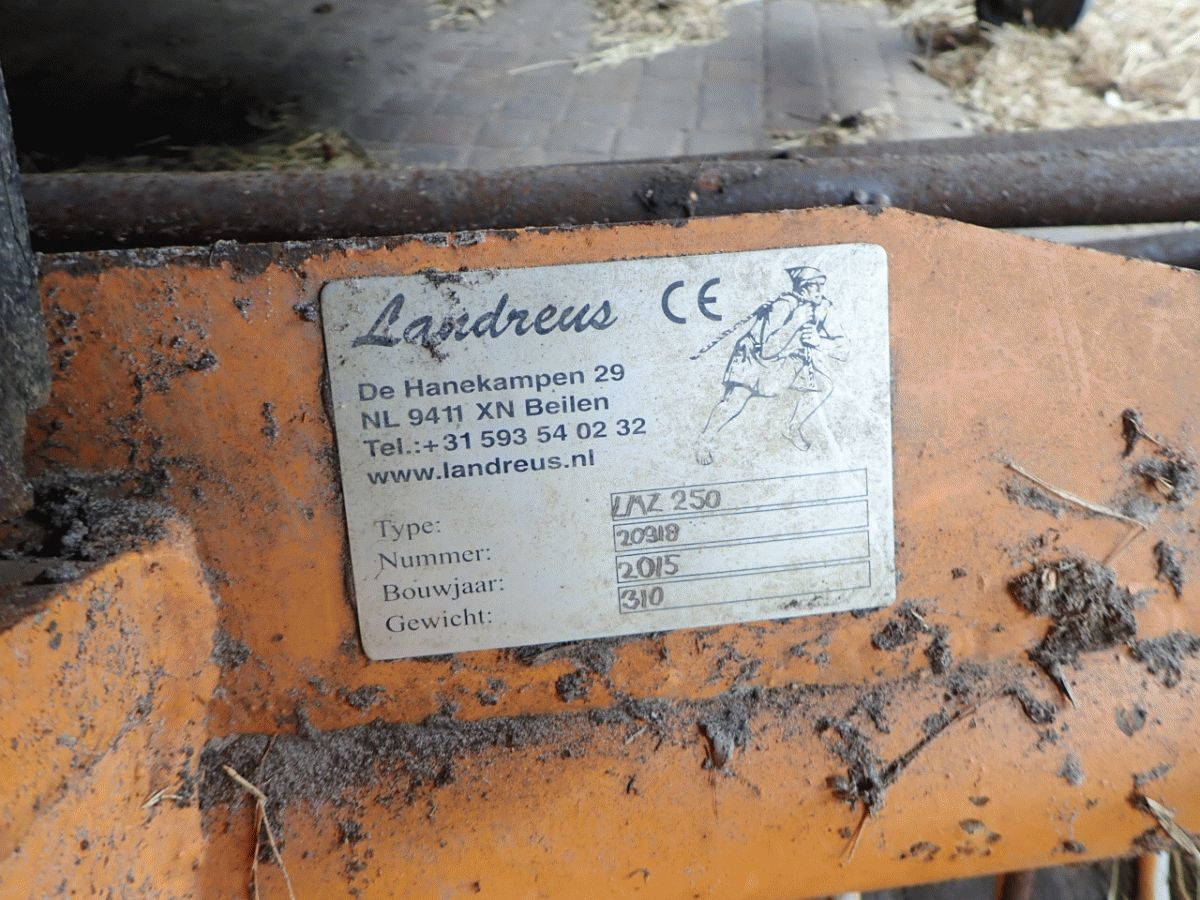 Landreus CE
De Hanekampen 29
NL 9411 XN Beilen
Tel.:+31 593 54 02 32
www.landreus.nl
Type: LMZ 250
Nummer: 20918
Bouwjaar: 2015
Gewicht: 310